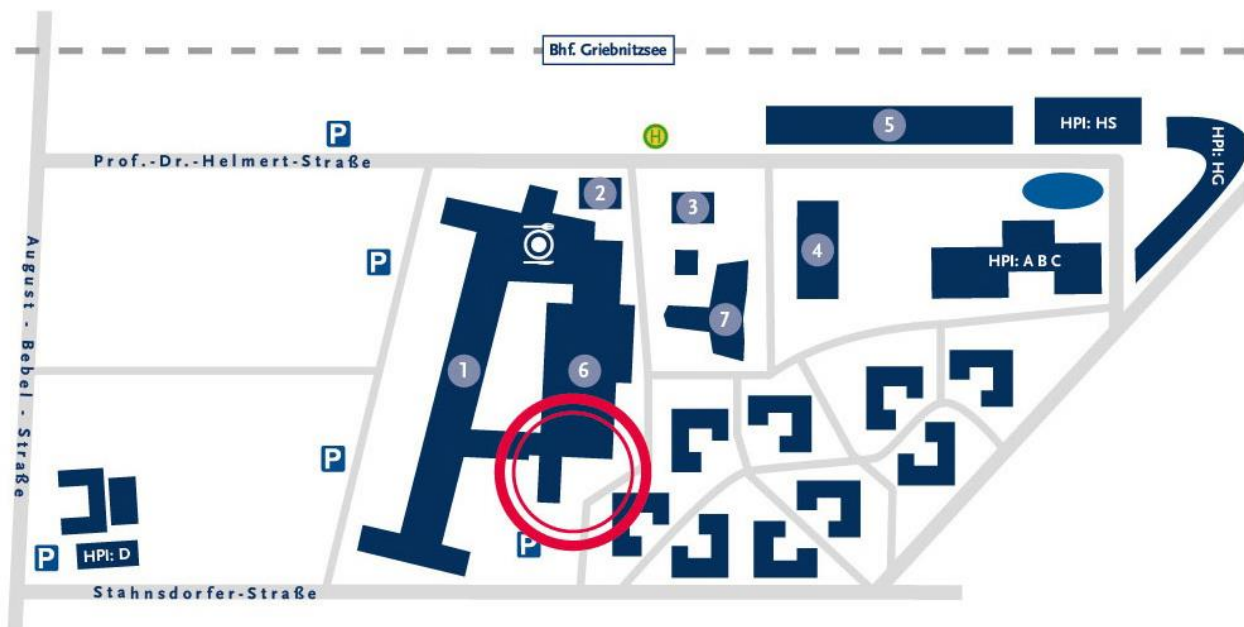 Bhf. Griebnitzsee
P
H
5
HPI: HS
HPI: HG
Prof.-Dr.-Helmert-Straße
2
3
4
HPI: A B C
August - Bebel - Straße
P
7
1
6
P
P
HPI: D
P
Stahnsdorfer-Straße